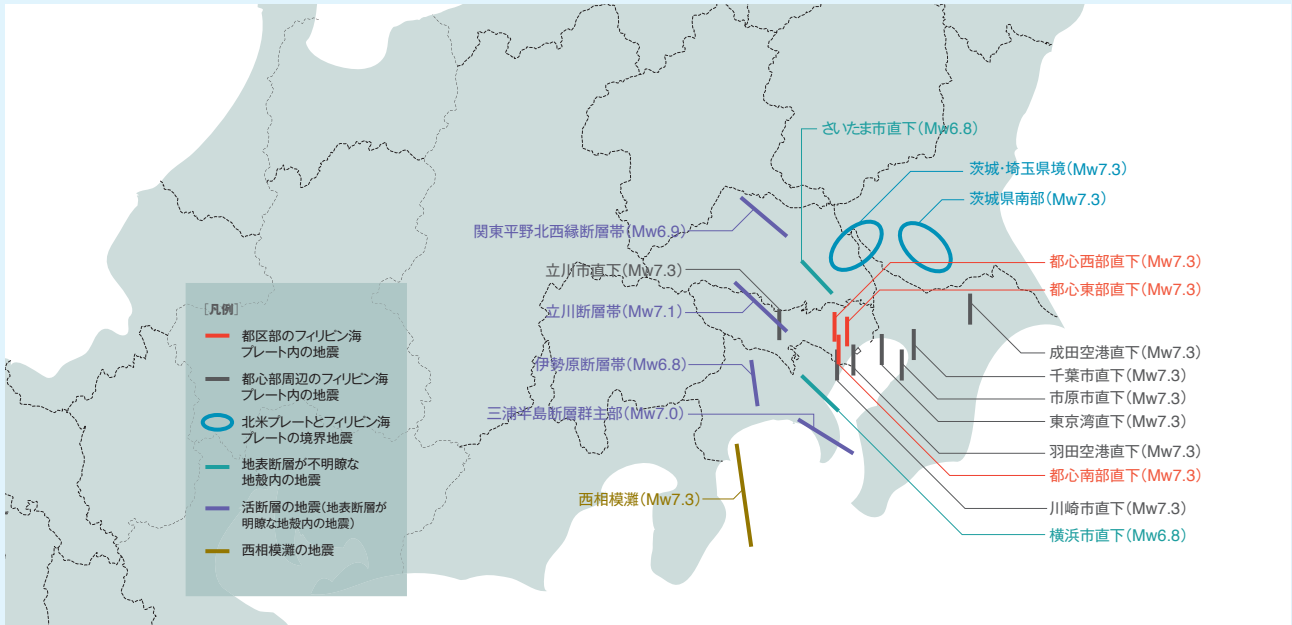 さいたま市直下(Mw6.8)
茨城・埼玉県境(Mw7.3)
茨城県南部(Mw7.3)
関東平野北西縁断層帯(Mw6.9)
立川市直下(Mw7.3)
立川断層帯(Mw7.1)
伊勢原断層帯(Mw6.8)
三浦半島断層群主部(Mw7.0)
西相模灘(Mw7.3)
都心西部直下(Mw7.3)
都心東部直下(Mw7.3)
成田空港直下(Mw7.3)
千葉市直下(Mw7.3)
市原市直下(Mw7.3)
東京湾直下(Mw7.3)
羽田空港直下(Mw7.3)
都心南部直下(Mw7.3)
川崎市直下(Mw7.3)
横浜市直下(Mw6.8)
[凡例]
都区部のフィリピン海
プレート内の地震
都心部周辺のフィリピン海
プレート内の地震
北米プレートとフィリピン海
プレートの境界地震
地表断層が不明瞭な
地殻内の地震
活断層の地震(地表断層が
明瞭な地殻内の地震)
西相模灘の地震